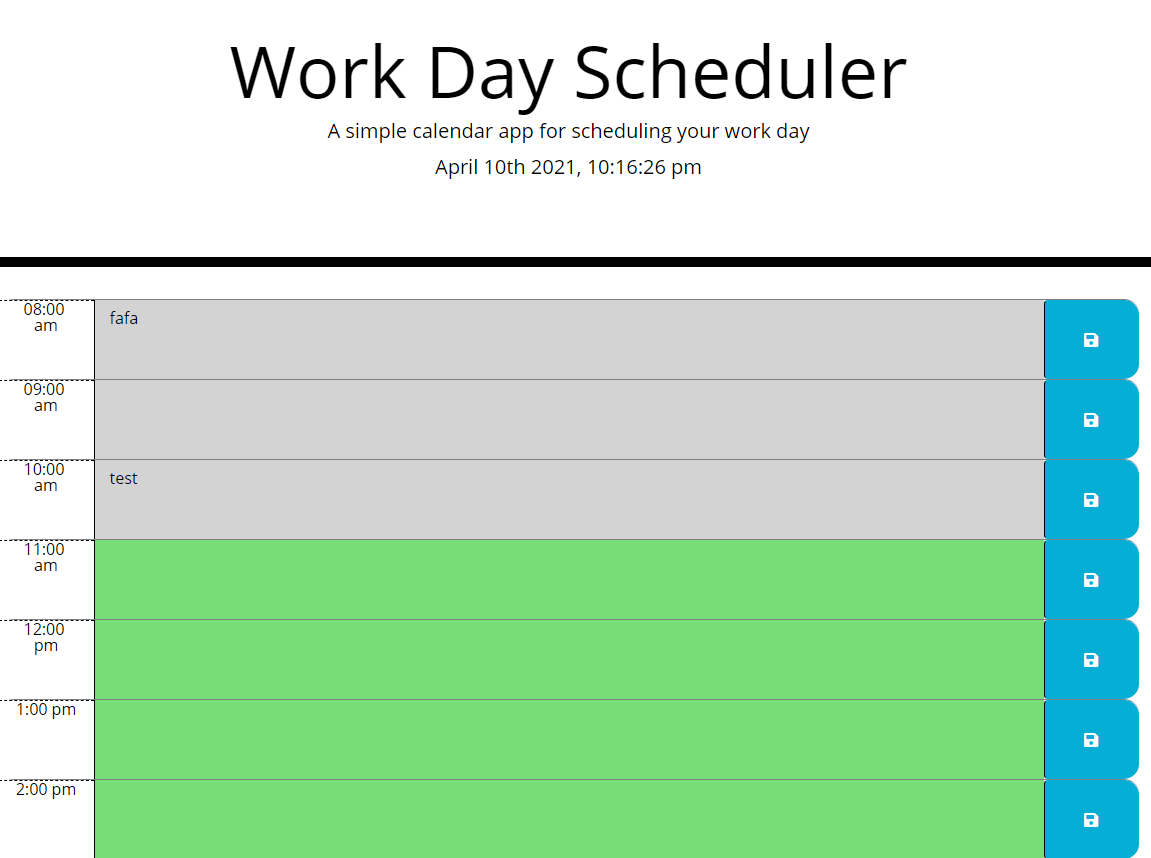 Work Day Scheduler
A simple calendar app for scheduling your work day
April 10th 2021, 10:16:26 pm
08:00
am
fafa
09:00
am
10:00
am
test
11:00
am
12:00
pm
1:00 pm
2:00 pm